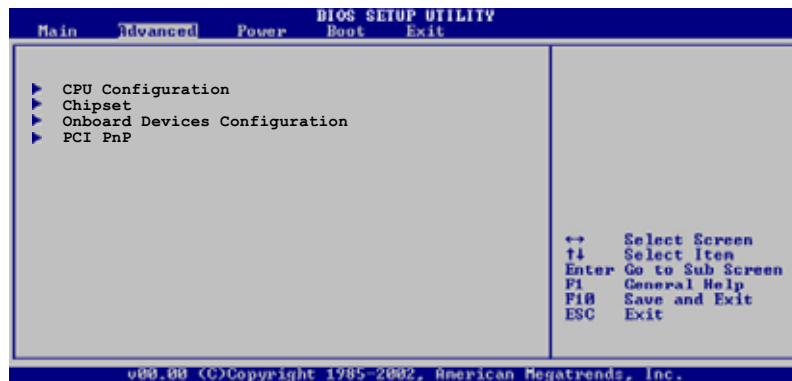 BIOS SETUP UTILITY
Main Advanced Power Boot Exit
CPU Configuration
Chipset
Onboard Devices Configuration
PCI PnP
↔ Select Screen
↑↓ Select Item
Enter Go to Sub Screen
F1 General Help
F10 Save and Exit
ESC Exit
v00.00 (C)Copyright 1985-2002, American Megatrends, Inc.